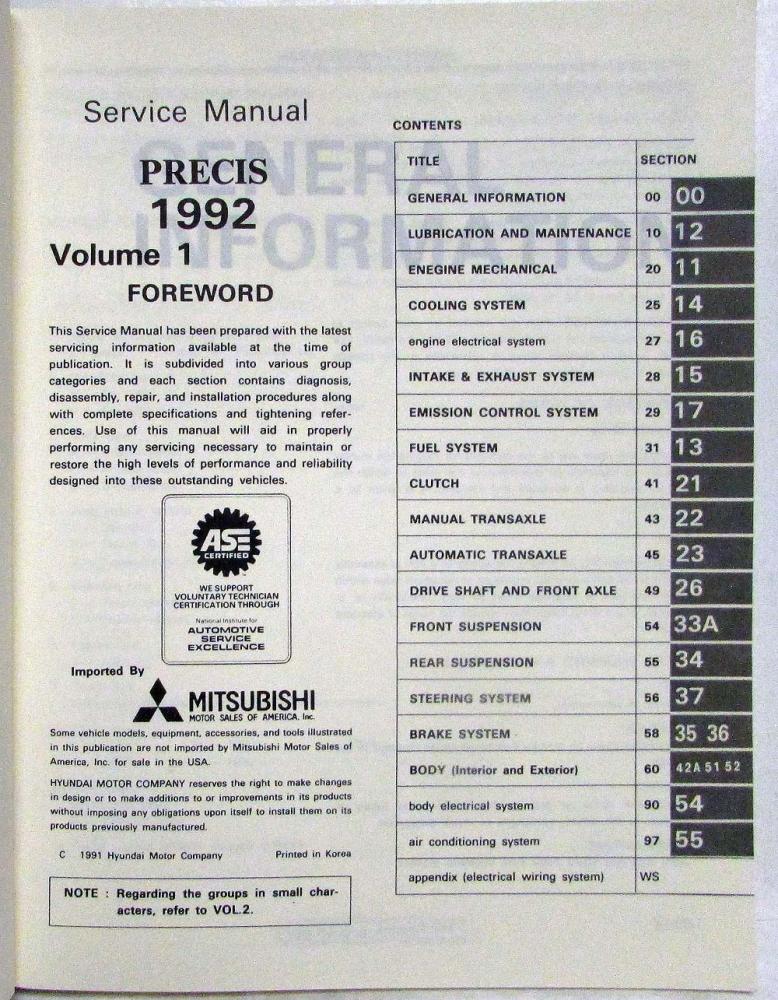 Service Manual
PRECIS
1992
Volume 1
FOREWORD
This Service Manual has been prepared with the latest
servicing information available at the time of
publication. It is subdivided into various group
categories and each section contains diagnosis,
disassembly, repair, and installation procedures along
with complete specifications and tightening refer-
ences. Use of this manual will aid in properly
performing any servicing necessary to maintain or
restore the high levels of performance and reliability
designed into these outstanding vehicles.
ASE
CERTIFIED
WE SUPPORT
VOLUNTARY TECHNICIAN
CERTIFICATION THROUGH
National Institute for
AUTOMOTIVE
SERVICE
EXCELLENCE
Imported By
MITSUBISHI
MOTOR SALES OF AMERICA, Inc.
Some vehicle models, equipment, accessories, and tools illustrated
in this publication are not imported by Mitsubishi Motor Sales of
America, Inc. for sale in the USA.
HYUNDAI MOTOR COMPANY reserves the right to make changes
in design or to make additions to or improvements in its products
without imposing any obligations upon itself to install them on its
products previously manufactured.
C 1991 Hyundai Motor Company Printed in Korea
NOTE : Regarding the groups in small char-
acters, refer to VOL.2.
CONTENTS
TITLE SECTION
GENERAL INFORMATION 00 00
LUBRICATION AND MAINTENANCE 10 12
ENEGINE MECHANICAL 20 11
COOLING SYSTEM 25 14
engine electrical system 27 16
INTAKE & EXHAUST SYSTEM 28 15
EMISSION CONTROL SYSTEM 29 17
FUEL SYSTEM 31 13
CLUTCH 41 21
MANUAL TRANSAXLE 43 22
AUTOMATIC TRANSAXLE 45 23
DRIVE SHAFT AND FRONT AXLE 49 26
FRONT SUSPENSION 54 33A
REAR SUSPENSION 55 34
STEERING SYSTEM 56 37
BRAKE SYSTEM 58 35 36
BODY (Interior and Exterior) 60 42A 51 52
body electrical system 90 54
air conditioning system 97 55
appendix (electrical wiring system) WS